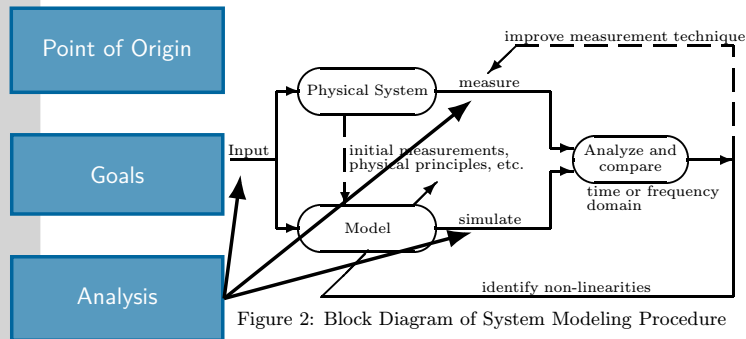 Point of Origin
Goals
Analysis
improve measurement technique
Physical System
measure
Input
initial measurements,
physical principles, etc.
Analyze and
compare
time or frequency
domain
Model
simulate
identify non-linearities
Figure 2: Block Diagram of System Modeling Procedure